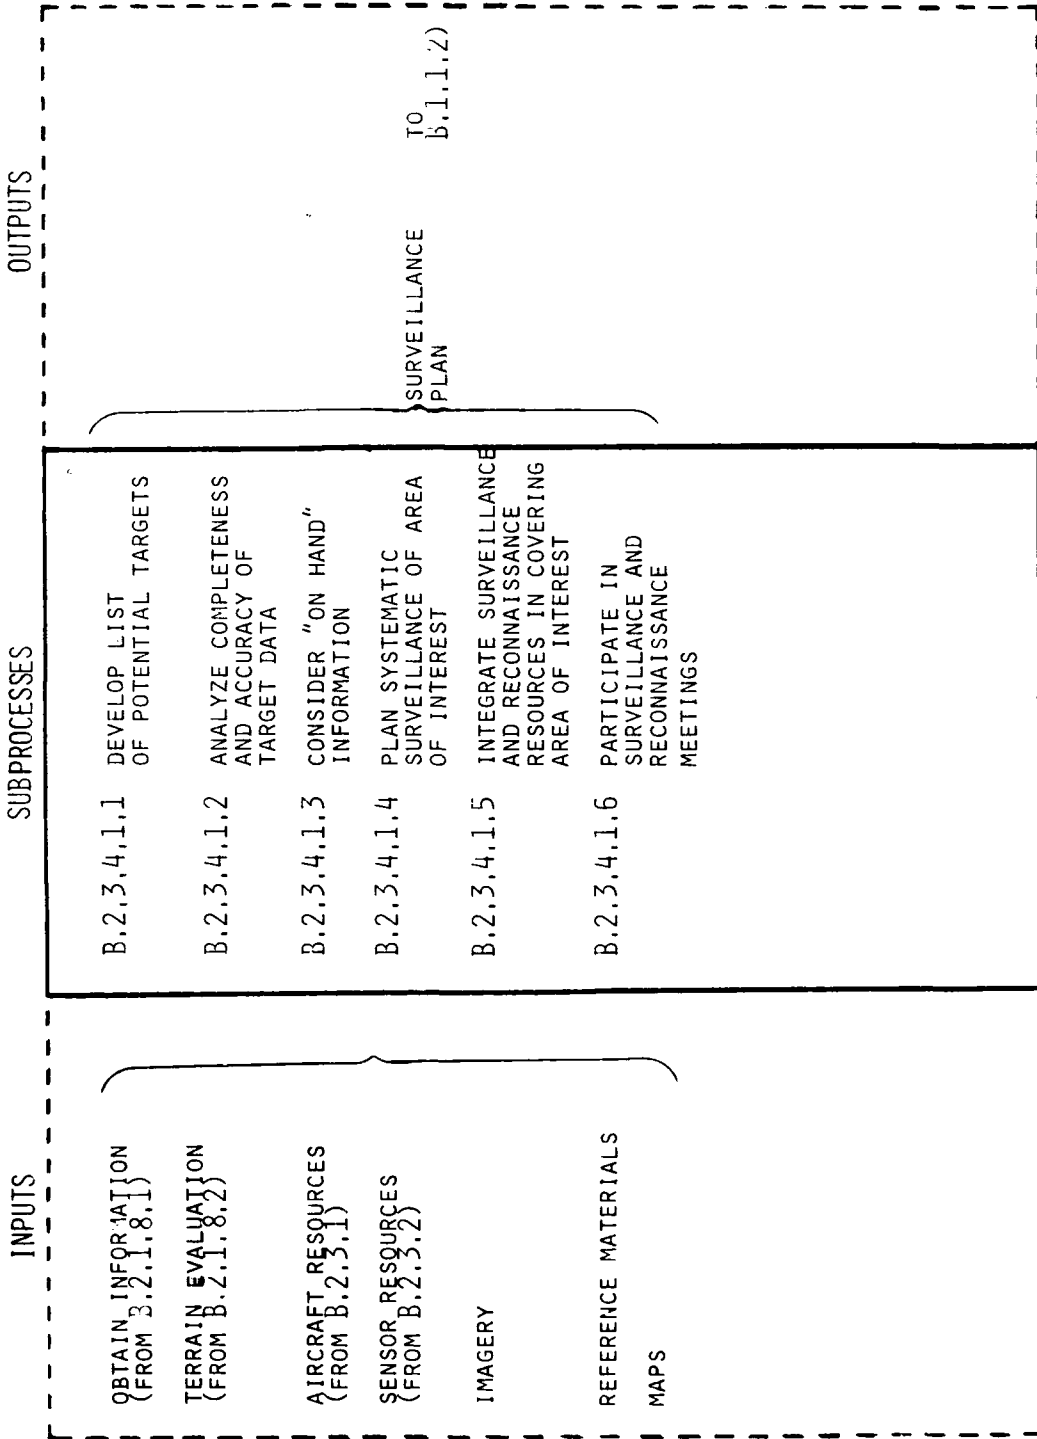 INPUTS
OBTAIN INFORMATION
(FROM B.2.1.8.1)
TERRAIN EVALUATION
(FROM B.2.1.8.2)
AIRCRAFT RESOURCES
(FROM B.2.3.1)
SENSOR RESOURCES
(FROM B.2.3.2)
IMAGERY
REFERENCE MATERIALS
MAPS
SUBPROCESSES
B.2.3.4.1.1 DEVELOP LIST
OF POTENTIAL TARGETS
B.2.3.4.1.2 ANALYZE COMPLETENESS
AND ACCURACY OF
TARGET DATA
B.2.3.4.1.3 CONSIDER "ON HAND"
INFORMATION
B.2.3.4.1.4 PLAN SYSTEMATIC
SURVEILLANCE OF AREA
OF INTEREST
B.2.3.4.1.5 INTEGRATE SURVEILLANCE
AND RECONNAISSANCE
RESOURCES IN COVERING
AREA OF INTEREST
B.2.3.4.1.6 PARTICIPATE IN
SURVEILLANCE AND
RECONNAISSANCE
MEETINGS
OUTPUTS
SURVEILLANCE TO
PLAN B.1.1.2)